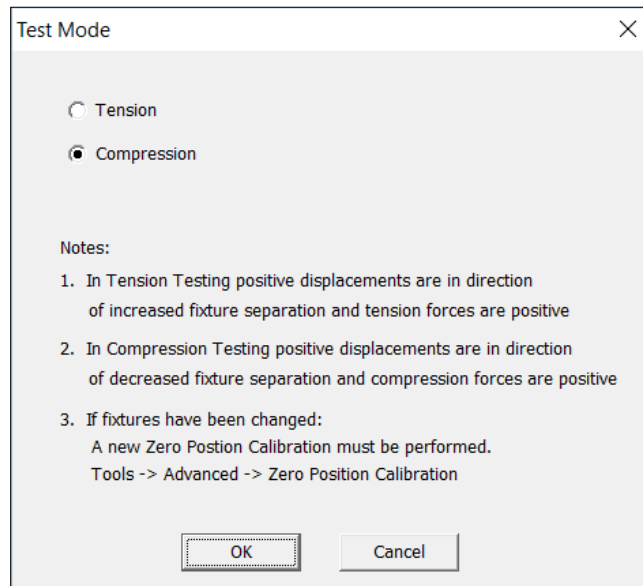 Test Mode
Tension
Compression
Notes:
1. In Tension Testing positive displacements are in direction
of increased fixture separation and tension forces are positive
2. In Compression Testing positive displacements are in direction
of decreased fixture separation and compression forces are positive
3. If fixtures have been changed:
A new Zero Postion Calibration must be performed.
Tools -> Advanced -> Zero Position Calibration
OK Cancel